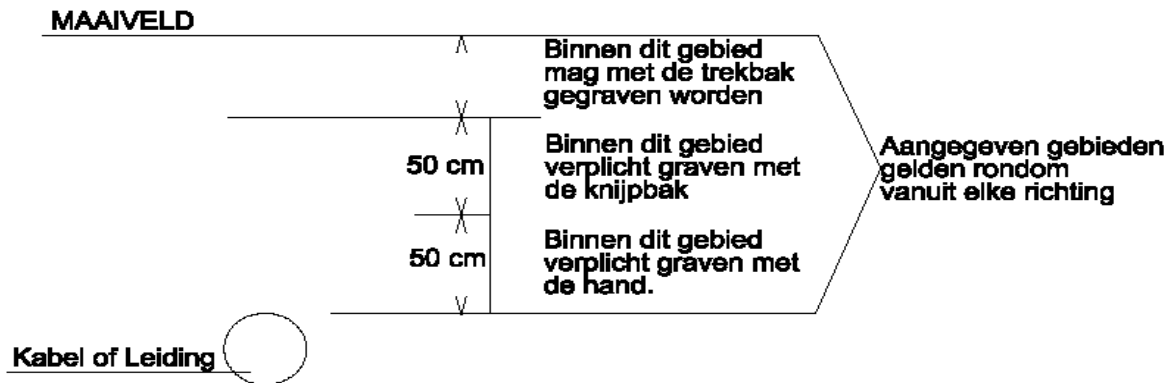 MAAIVELD
Binnen dit gebied
mag met de trekbak
gegraven worden
50 cm
Binnen dit gebied
verplicht graven met
de knijpbak
Aangegeven gebieden
gelden rondom
vanuit elke richting
50 cm
Binnen dit gebied
verplicht graven met
de hand.
Kabel of Leiding